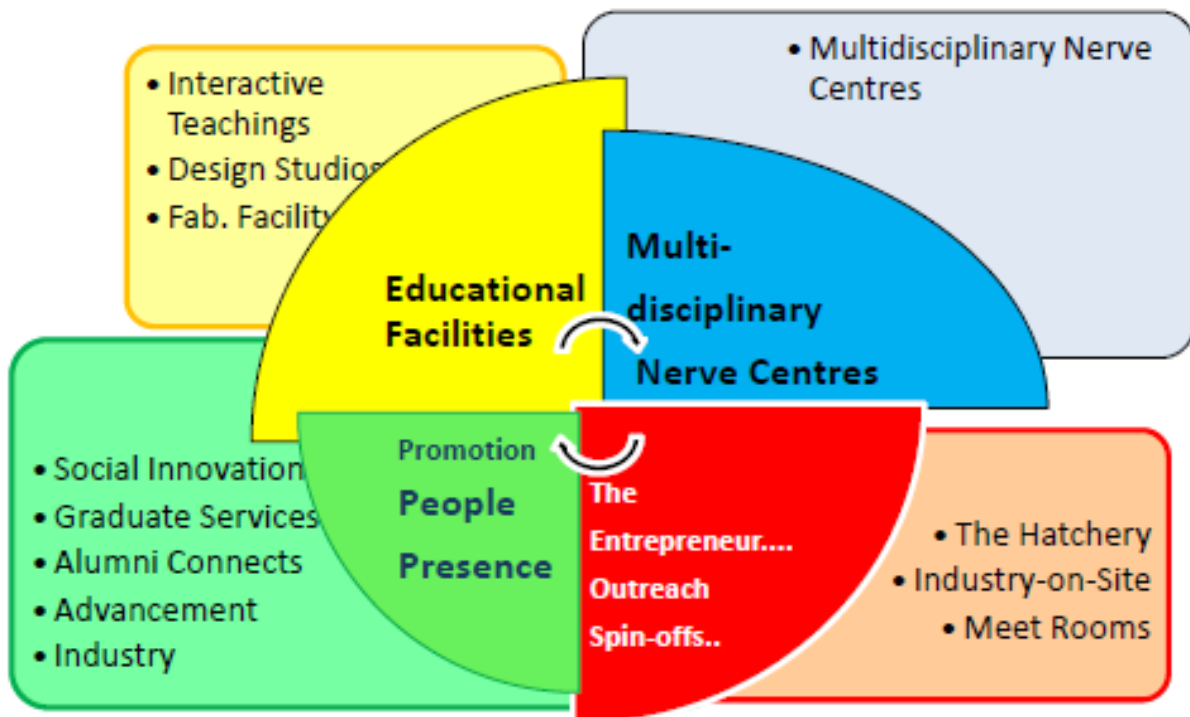 • Interactive
Teachings
• Design Studios
• Fab. Facility
• Multidisciplinary Nerve
Centres
Educational
Facilities
Multi-
disciplinary
Nerve Centres
• Social Innovation
• Graduate Services
• Alumni Connects
• Advancement
• Industry
Promotion
People
Presence
The
Entrepreneur....
Outreach
Spin-offs..
• The Hatchery
• Industry-on-Site
• Meet Rooms